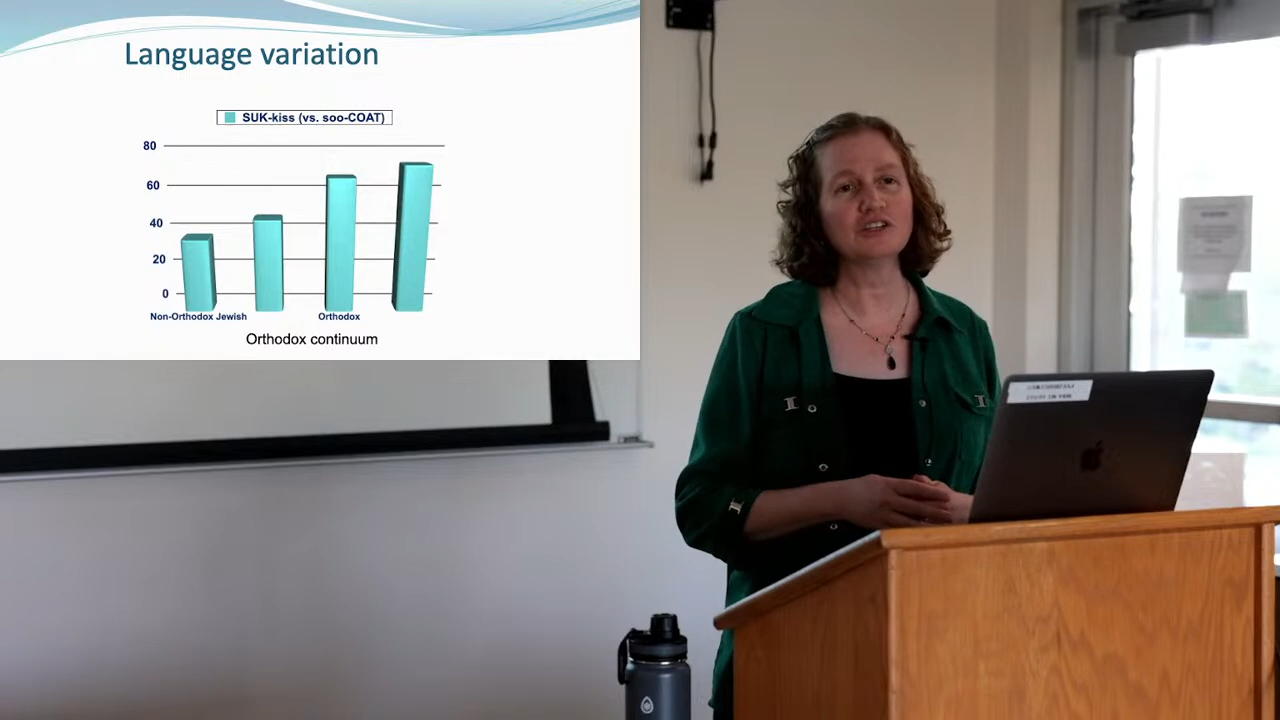 Language variation
SUK-kiss (vs. soo-COAT)
80
60
40
20
0
Non-Orthodox Jewish Orthodox
Orthodox continuum